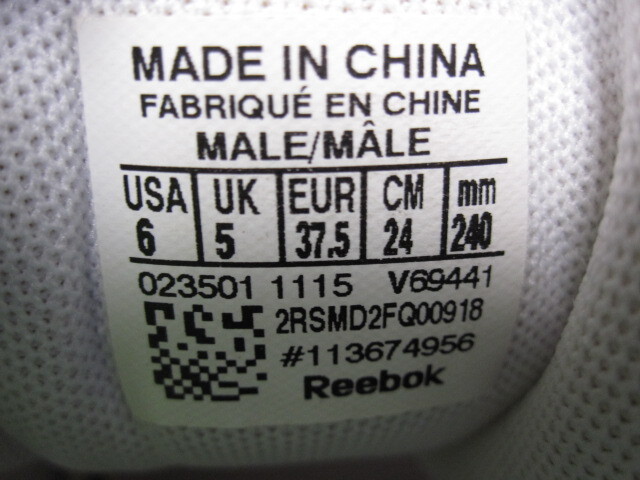 MADE IN CHINA
FABRIQUÉ EN CHINE
MALE/MÂLE
USA UK EUR CM mm
6 5 37.5 24 240
023501 1115 V69441
2RSMD2FQ00918
#113674956
Reebok